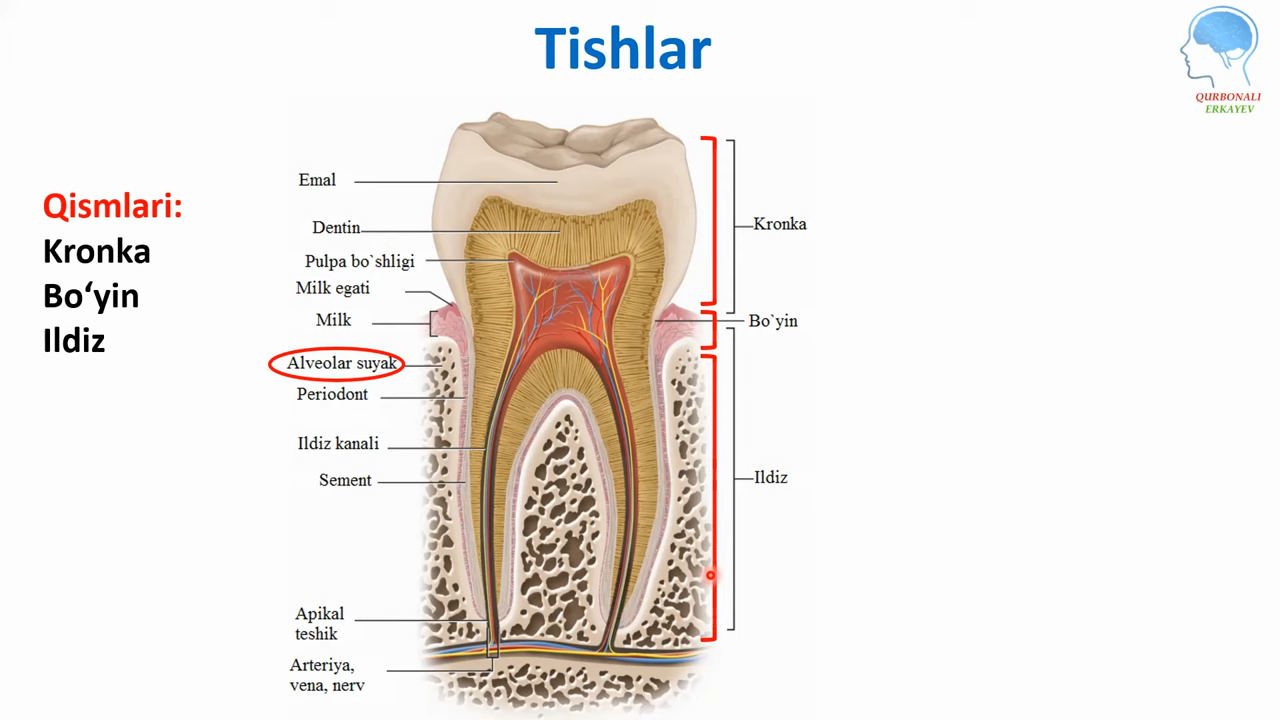 Tishlar
QURBONALI
ERKAYEV
Qismlari:
Kronka
Bo‘yin
Ildiz
Emal
Dentin
Pulpa bo`shligi
Milk egati
Milk
Alveolar suyak
Periodont
Ildiz kanali
Sement
Apikal
teshik
Arteriya,
vena, nerv
Kronka
Bo`yin
Ildiz